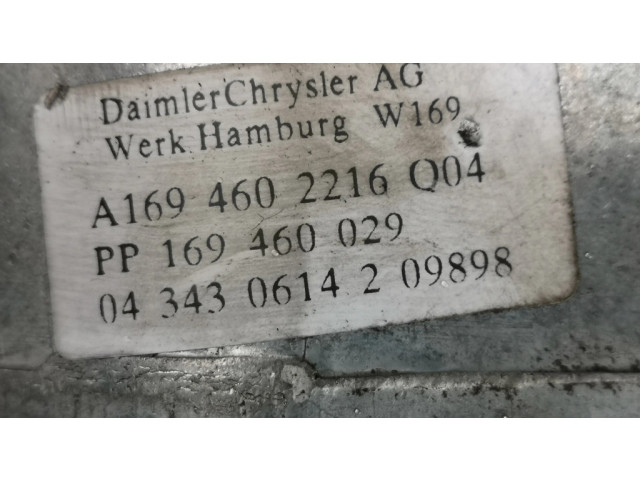 DaimlerChrysler AG
Werk Hamburg W169
A169 460 2216 Q04
PP 169 460 029
04 343 0614 2 09898